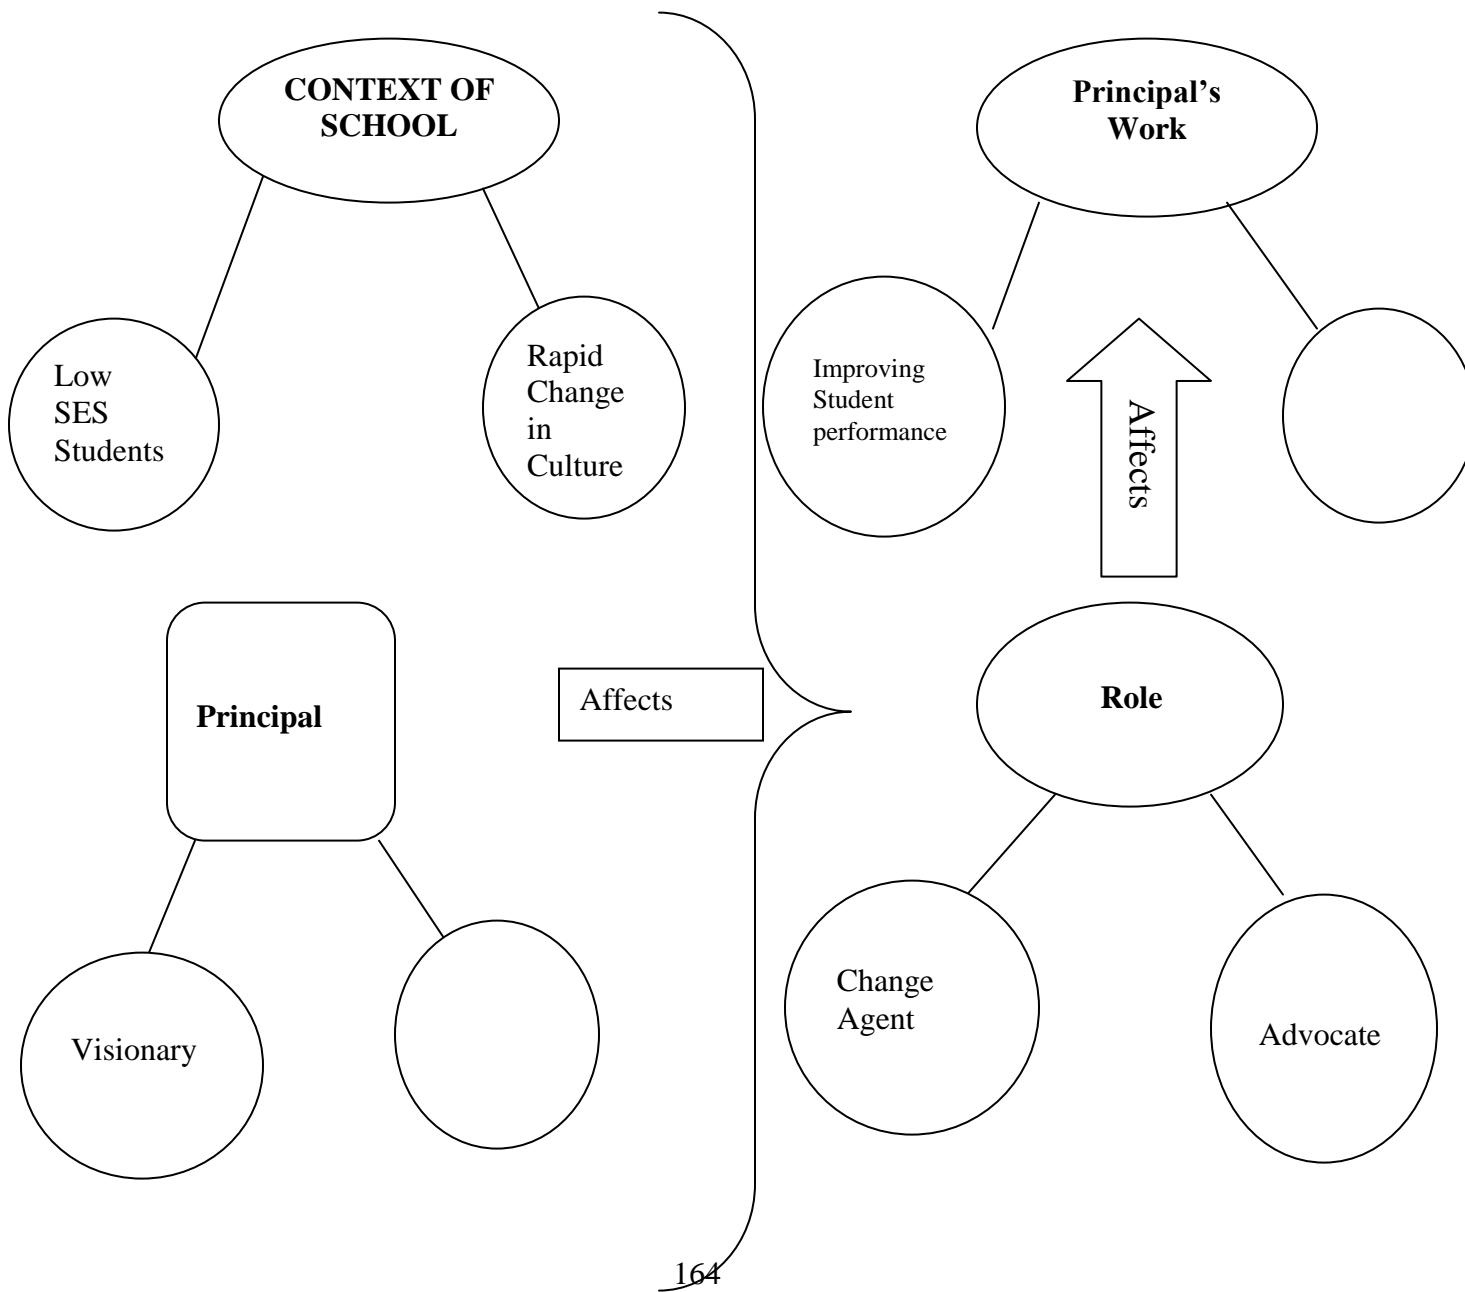 CONTEXT OF
SCHOOL
Low
SES
Students
Rapid
Change
in
Culture
Principal’s
Work
Improving
Student
performance
Affects
Principal
Visionary
Affects
Role
Change
Agent
Advocate
164